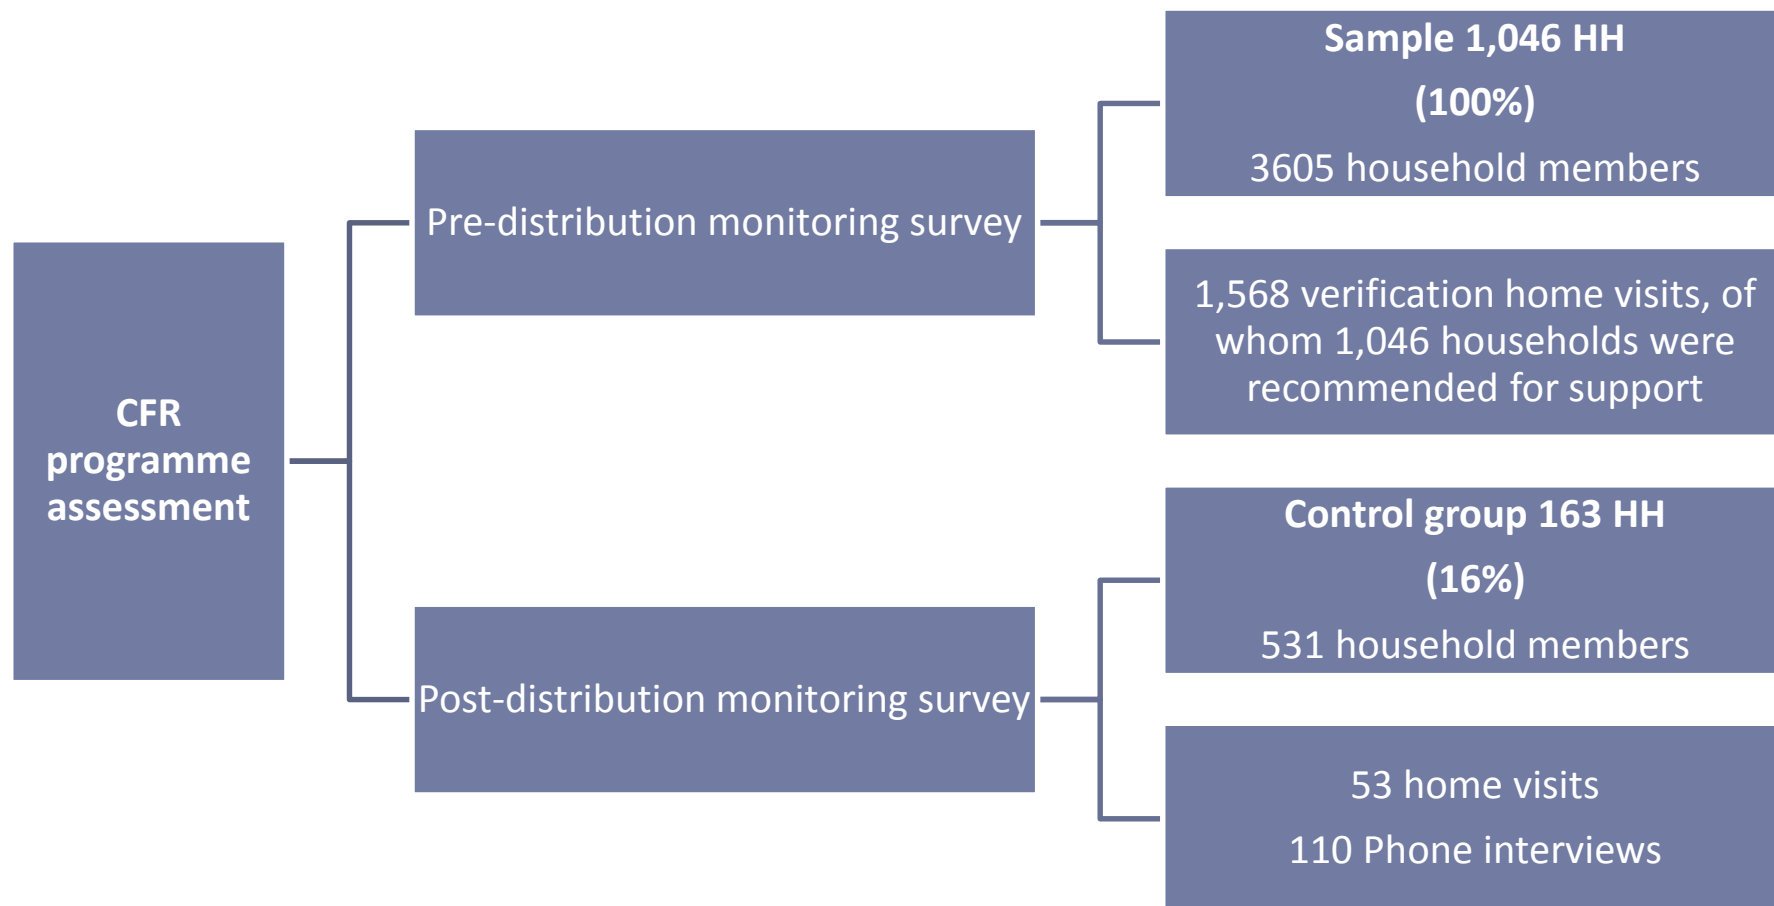 CFR
programme
assessment
Pre-distribution monitoring survey
Sample 1,046 HH
(100%)
3605 household members
1,568 verification home visits, of
whom 1,046 households were
recommended for support
Post-distribution monitoring survey
Control group 163 HH
(16%)
531 household members
53 home visits
110 Phone interviews